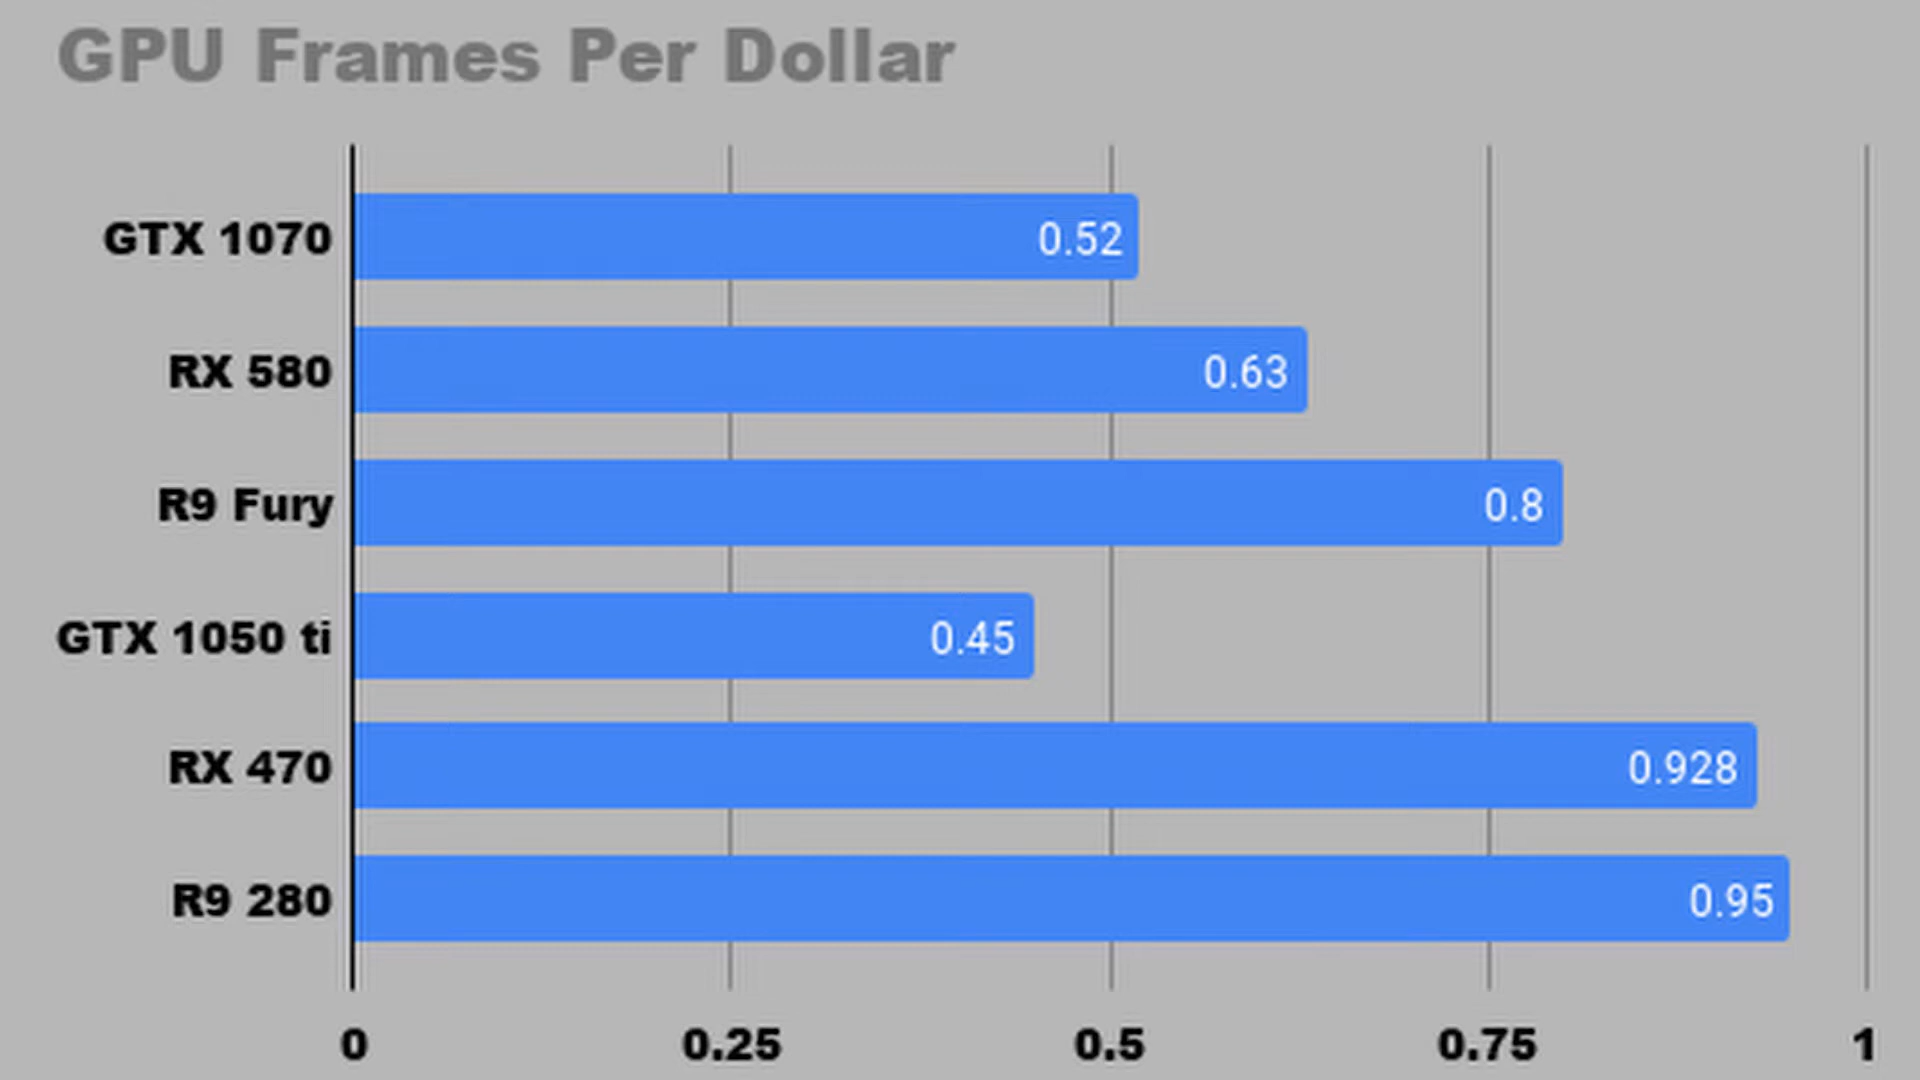 GPU Frames Per Dollar
GTX 1070 0.52
RX 580 0.63
R9 Fury 0.8
GTX 1050 ti 0.45
RX 470 0.928
R9 280 0.95
0 0.25 0.5 0.75 1